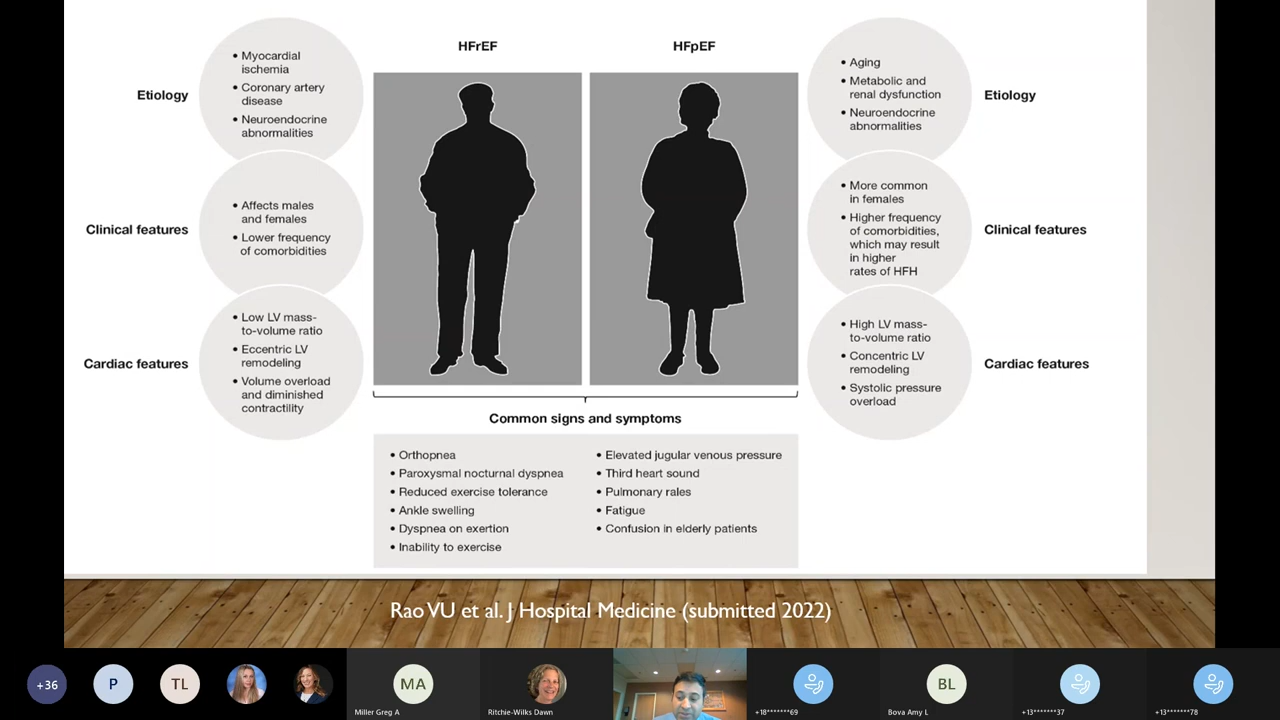 HFrEF
HFpEF
Etiology
• Myocardial
ischemia
• Coronary artery
disease
• Neuroendocrine
abnormalities
• Aging
• Metabolic and
renal dysfunction
• Neuroendocrine
abnormalities
Etiology
Clinical features
• Affects males
and females
• Lower frequency
of comorbidities
• More common
in females
• Higher frequency
of comorbidities,
which may result
in higher
rates of HFH
Clinical features
Cardiac features
• Low LV mass-
to-volume ratio
• Eccentric LV
remodeling
• Volume overload
and diminished
contractility
• High LV mass-
to-volume ratio
• Concentric LV
remodeling
• Systolic pressure
overload
Cardiac features
Common signs and symptoms
• Orthopnea
• Paroxysmal nocturnal dyspnea
• Reduced exercise tolerance
• Ankle swelling
• Dyspnea on exertion
• Inability to exercise
• Elevated jugular venous pressure
• Third heart sound
• Pulmonary rales
• Fatigue
• Confusion in elderly patients
Rao VU et al. J Hospital Medicine (submitted 2022)
+36
P
TL
MA
Miller Greg A
Ritchie-Wilks Dawn
+18*******69
BL
Bova Amy L
+13*******37
+13*******78